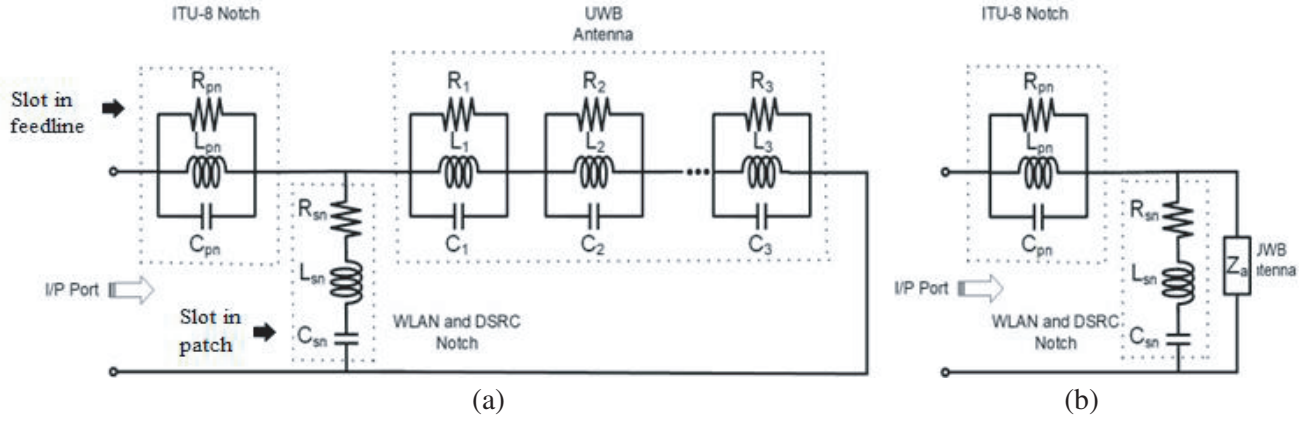 ITU-8 Notch
UWB
Antenna
Slot in
feedline
Rpn
Lpn
Cpn
R1
L1
C1
R2
L2
C2
R3
L3
C3
Rsn
Lsn
Csn
I/P Port
Slot in
patch
WLAN and DSRC
Notch
(a)
ITU-8 Notch
Rpn
Lpn
Cpn
Rsn
Lsn
Csn
Za
UWB
tenna
I/P Port
WLAN and DSRC
Notch
(b)